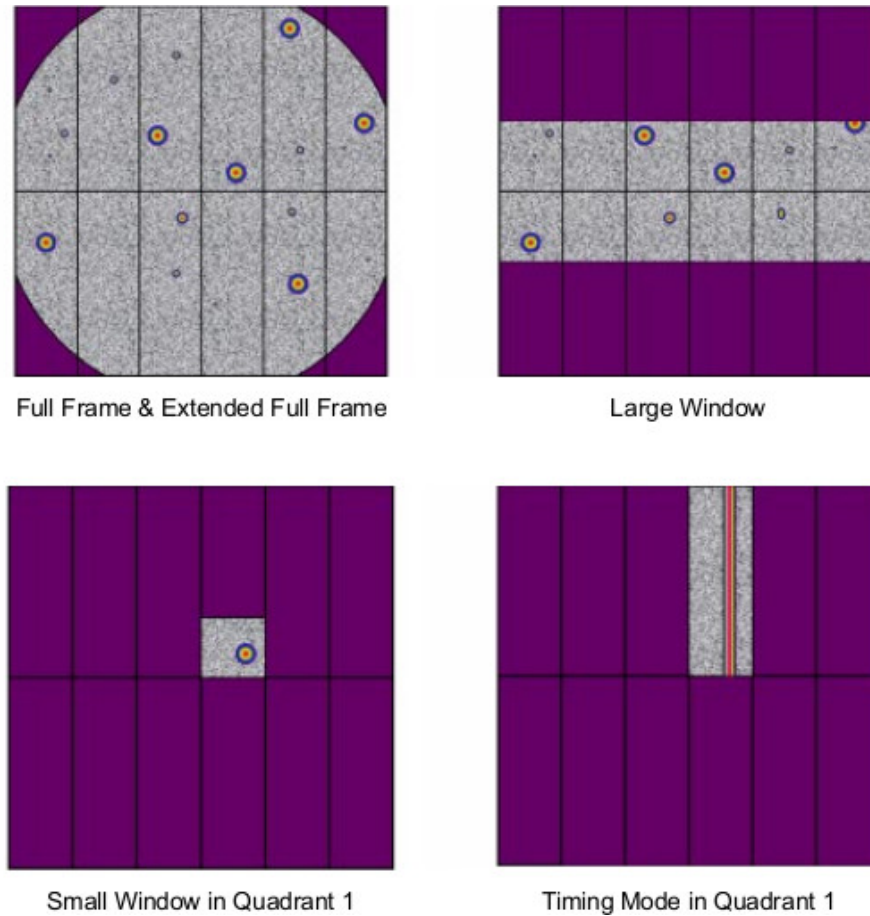 Full Frame & Extended Full Frame
Large Window
Small Window in Quadrant 1
Timing Mode in Quadrant 1